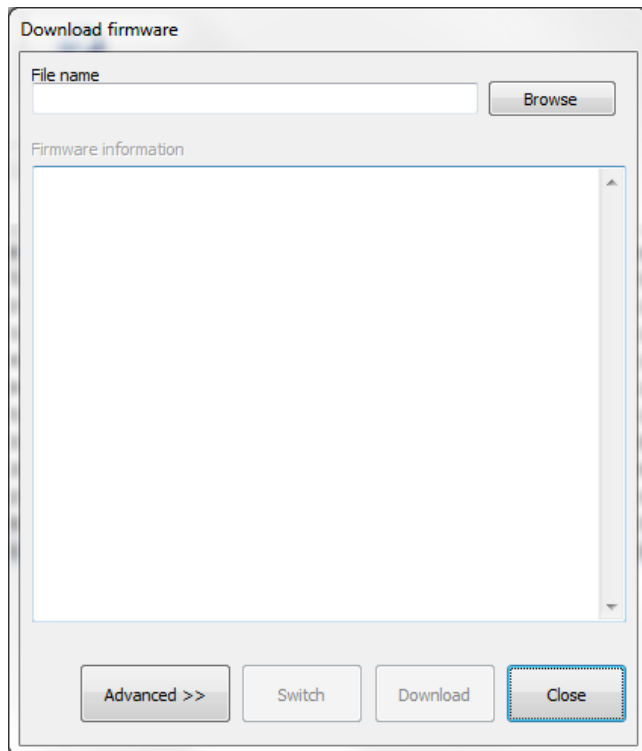 Download firmware
File name
Browse
Firmware information
Advanced >>
Switch
Download
Close